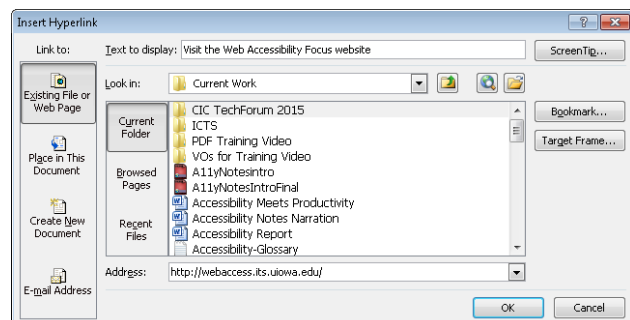 Insert Hyperlink
Link to:
Text to display: Visit the Web Accessibility Focus website
ScreenTip...
Existing File or
Web Page
Look in: Current Work
Bookmark...
Target Frame...
Current
Folder
CIC TechForum 2015
ICTS
PDF Training Video
VOs for Training Video
A11yNotesintro
A11yNotesIntroFinal
Accessibility Meets Productivity
Accessibility Notes Narration
Accessibility Report
Accessibility-Glossary
Browsed
Pages
Recent
Files
Place in This
Document
Create New
Document
E-mail Address
Address: http://webaccess.its.uiowa.edu/
OK
Cancel